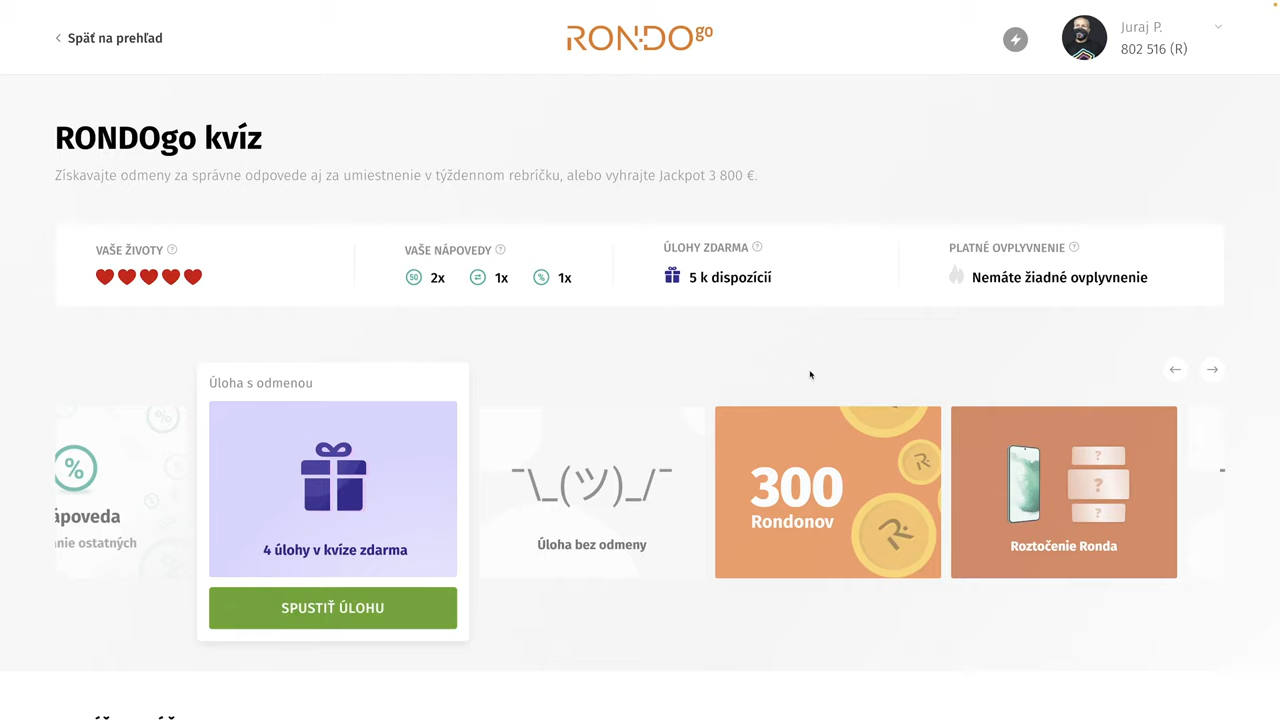 Späť na prehľad
RONDOgo
Juraj P.
802 516 (R)
RONDOgo kvíz
Získavajte odmeny za správne odpovede aj za umiestnenie v týždennom rebríčku, alebo vyhrajte Jackpot 3 800 €.
VAŠE ŽIVOTY ?
VAŠE NÁPOVEDY ?
50 2x
1x
% 1x
ÚLOHY ZDARMA ?
5 k dispozícií
PLATNÉ OVPLYVNENIE ?
Nemáte žiadné ovplyvnenie
%
ápoveda
nie ostatných
Úloha s odmenou
4 úlohy v kvíze zdarma
SPUSTIŤ ÚLOHU
¯\_(ツ)_/¯
Úloha bez odmeny
300
Rondonov
? ? ?
Roztočenie Ronda